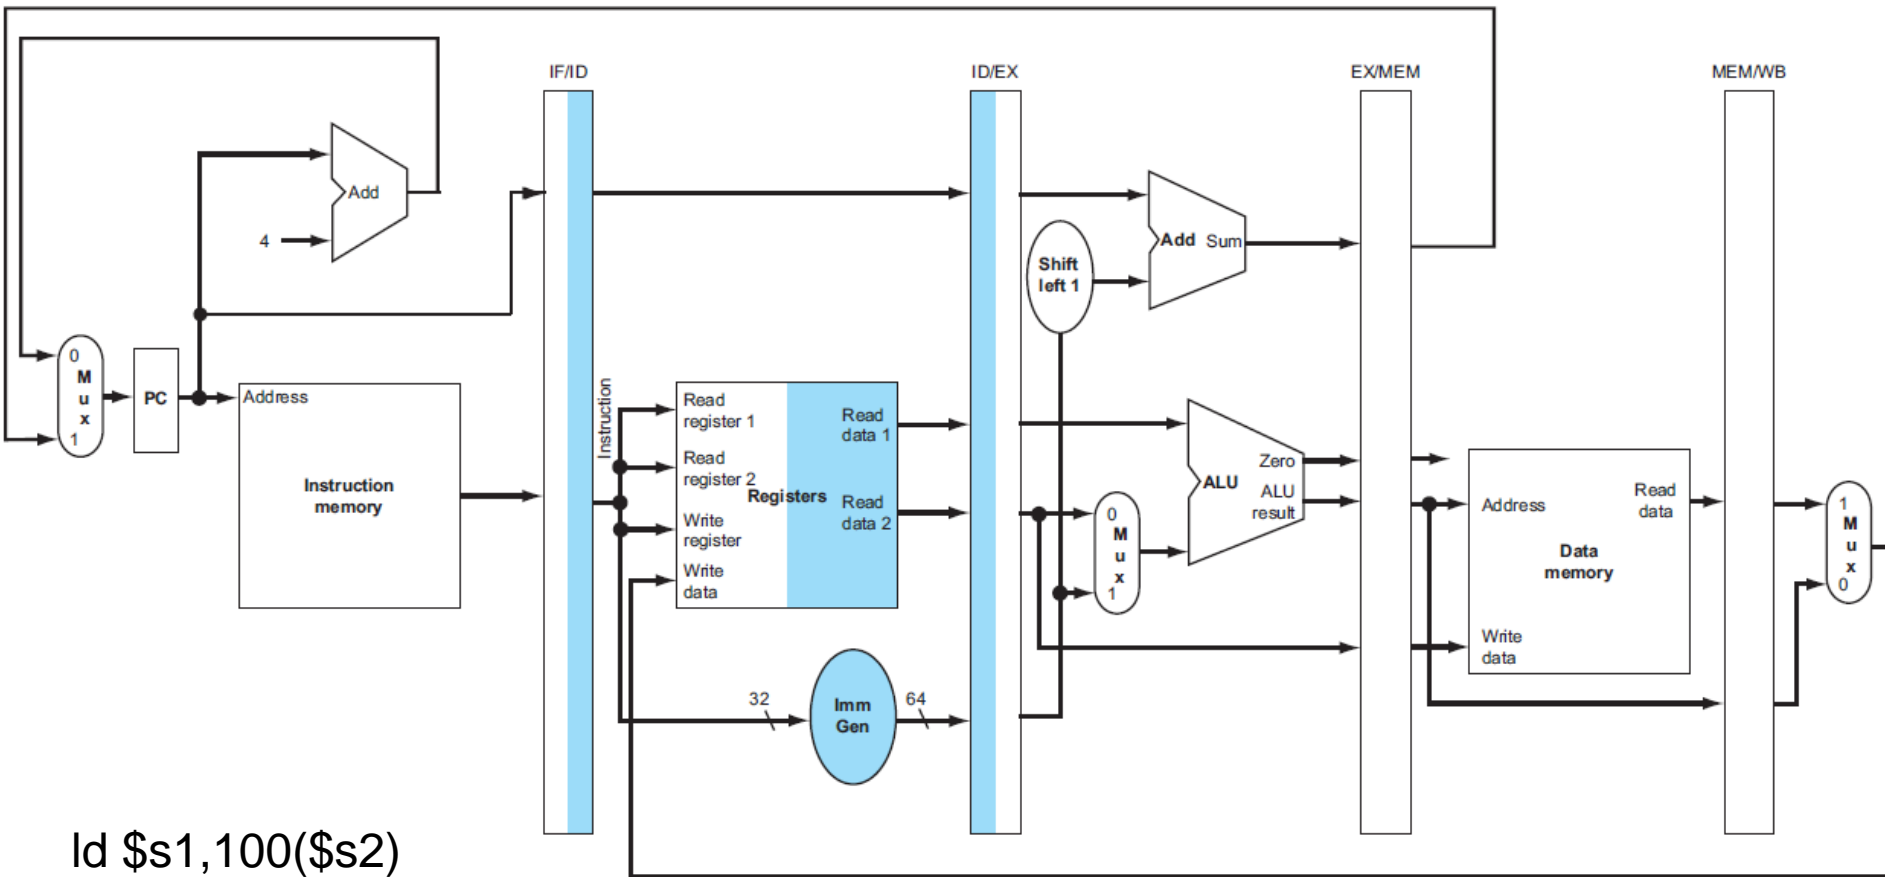 IF/ID
ID/EX
EX/MEM
MEM/WB
Add
4
Add Sum
Shift
left 1
0
M
u
x
1
PC
Address
Instruction
memory
Instruction
Read
register 1
Read
register 2
Write
register
Write
data
Registers
Read
data 1
Read
data 2
32
Imm
Gen
64
0
M
u
x
1
ALU
Zero
ALU
result
Address
Read
data
Data
memory
Write
data
1
M
u
x
0
ld $s1,100($s2)